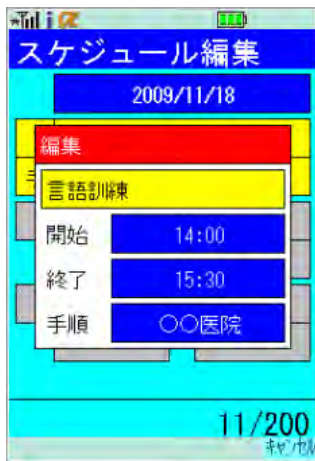 スケジュール編集
2009/11/18
編集
言語訓練
開始 14:00
終了 15:30
手順 ○○医院
11/200
キャンセル